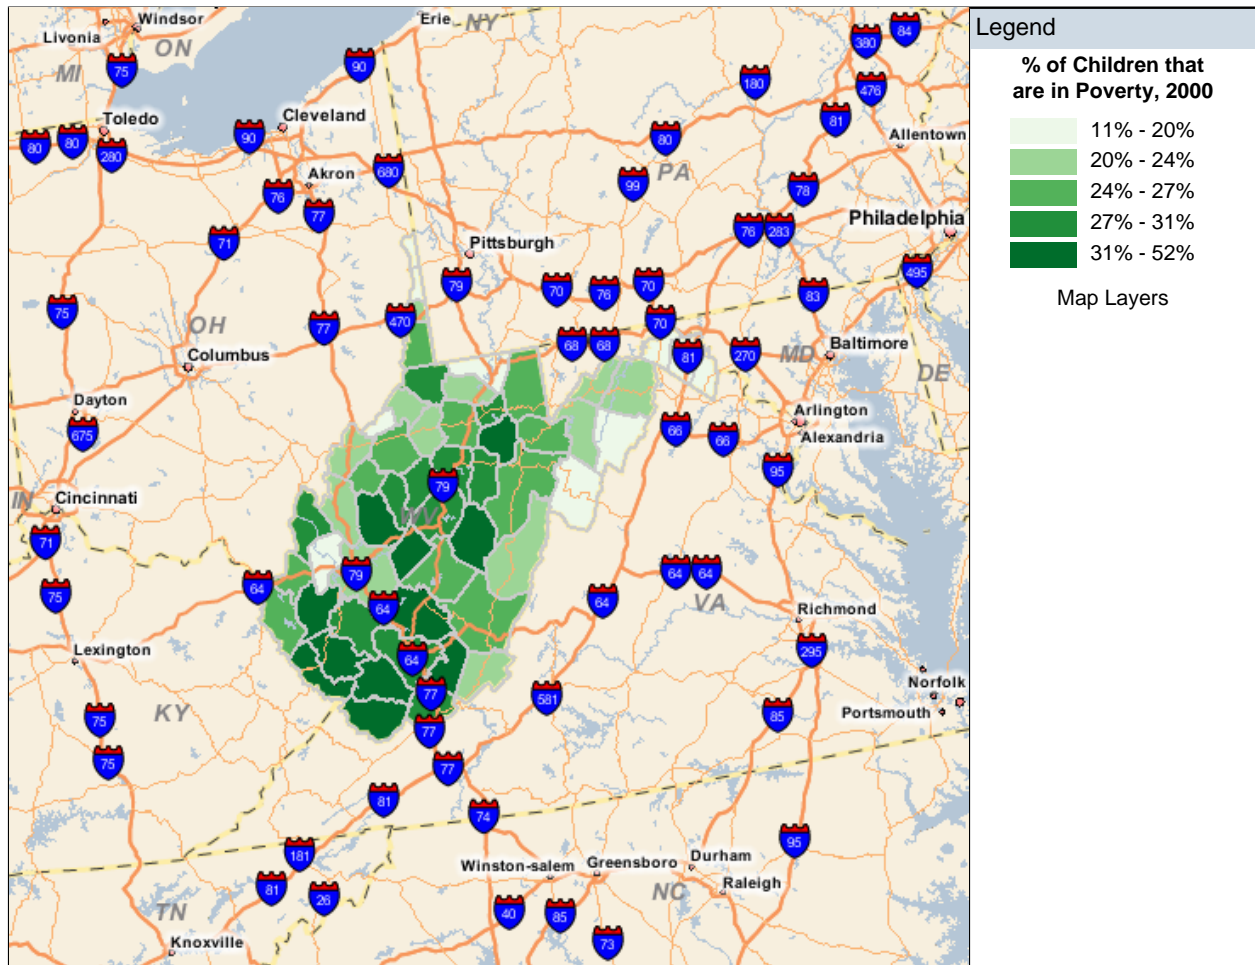 Legend
% of Children that
are in Poverty, 2000
11% - 20%
20% - 24%
24% - 27%
27% - 31%
31% - 52%
Map Layers
Windsor
Livonia
ON
MI
Erie
NY
75
90
84
380
180
476
81
Toledo
Cleveland
Allentown
80
80
280
90
80
Akron
680
99
PA
78
76
77
Philadelphia
71
76
283
Pittsburgh
495
79
70
76
70
83
75
OH
77
470
70
68
68
81
270
MD
Baltimore
DE
Columbus
Dayton
675
Arlington
Alexandria
66
66
95
79
IN
Cincinnati
WV
71
79
64
64
64
75
64
64
64
VA
Richmond
Lexington
64
295
77
581
Norfolk
Portsmouth
KY
75
77
85
75
77
81
74
181
95
Winston-salem
Greensboro
Durham
Raleigh
NC
81
26
40
85
TN
73
Knoxville